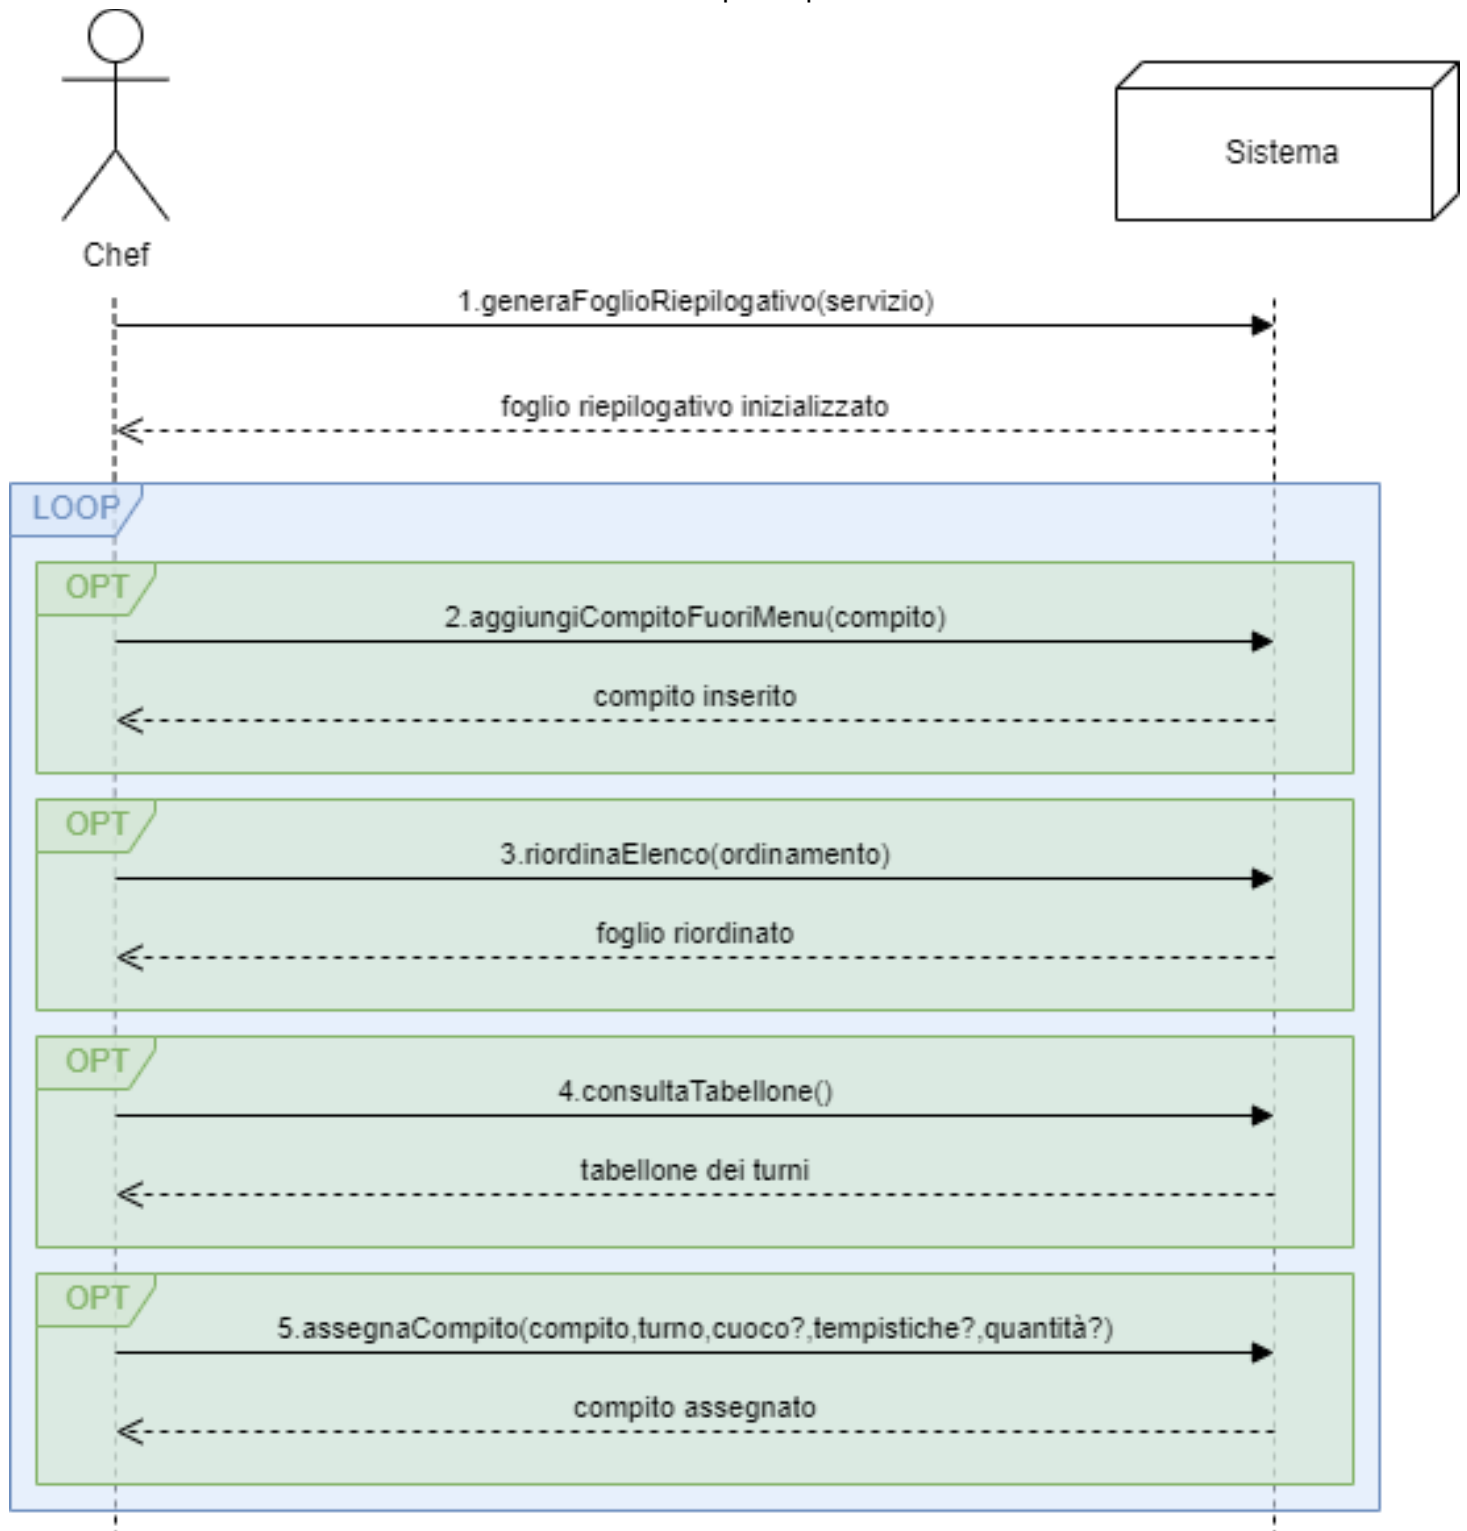 Sistema
Chef
1.generaFoglioRiepilogativo(servizio)
foglio riepilogativo inizializzato
LOOP
OPT
2.aggiungiCompitoFuoriMenu(compito)
compito inserito
OPT
3.riordinaElenco(ordinamento)
foglio riordinato
OPT
4.consultaTabellone()
tabellone dei turni
OPT
5.assegnaCompito(compito,turno,cuoco?,tempistiche?,quantità?)
compito assegnato